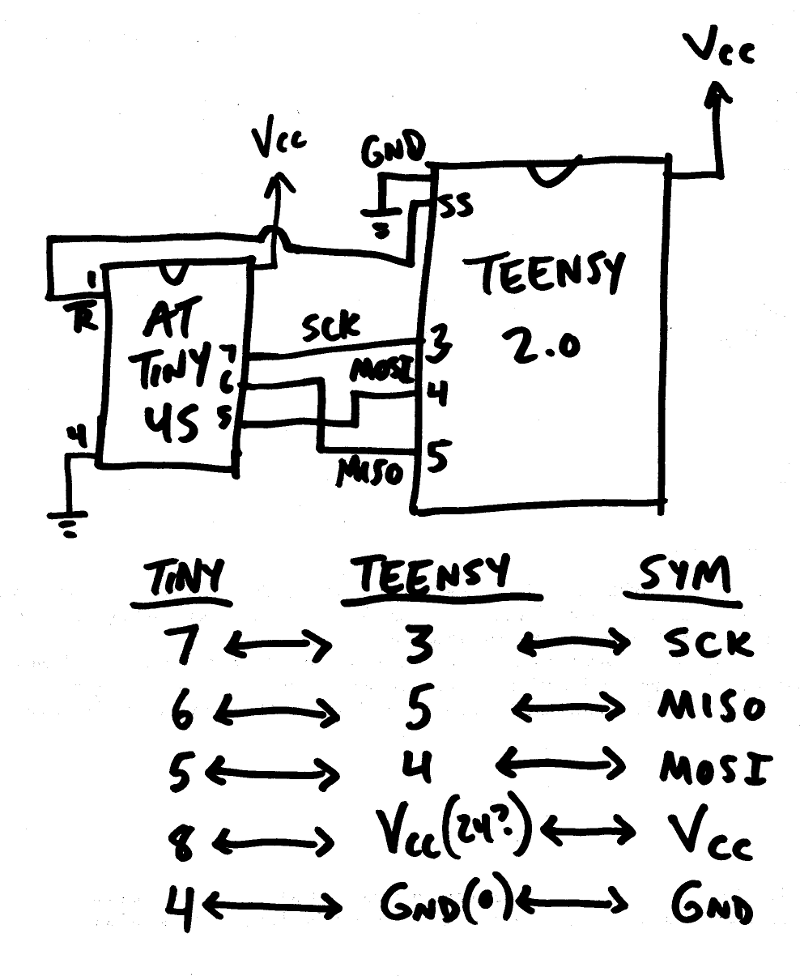 Vcc
Vcc
GND
SS
1
R
AT
TINY
45
TEENSY
2.0
7
SCK
3
6
MOSI
4
5
4
MISO
5
TINY TEENSY SYM
7 ↔ 3 ↔ SCK
6 ↔ 5 ↔ MISO
5 ↔ 4 ↔ MOSI
8 ↔ Vcc(24?) ↔ Vcc
4 ↔ GND(0) ↔ GND